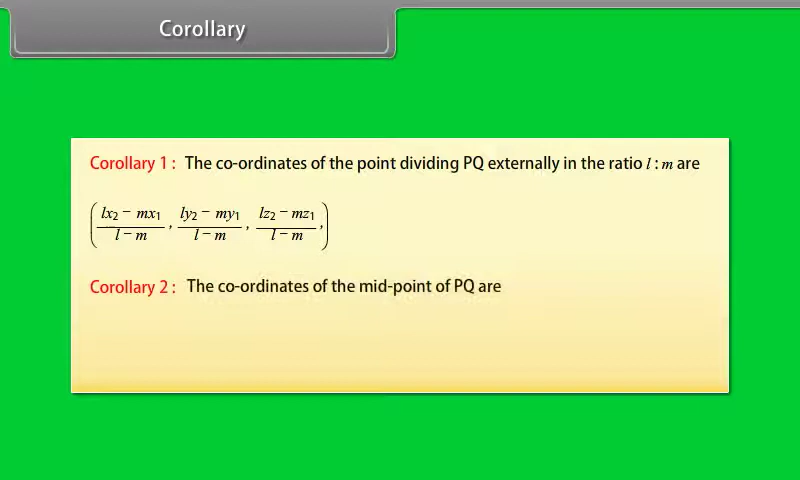 Corollary
Corollary 1 : The co-ordinates of the point dividing PQ externally in the ratio l : m are
(lx₂ − mx₁ / l − m , ly₂ − my₁ / l − m , lz₂ − mz₁ / l − m ,)
Corollary 2 : The co-ordinates of the mid-point of PQ are